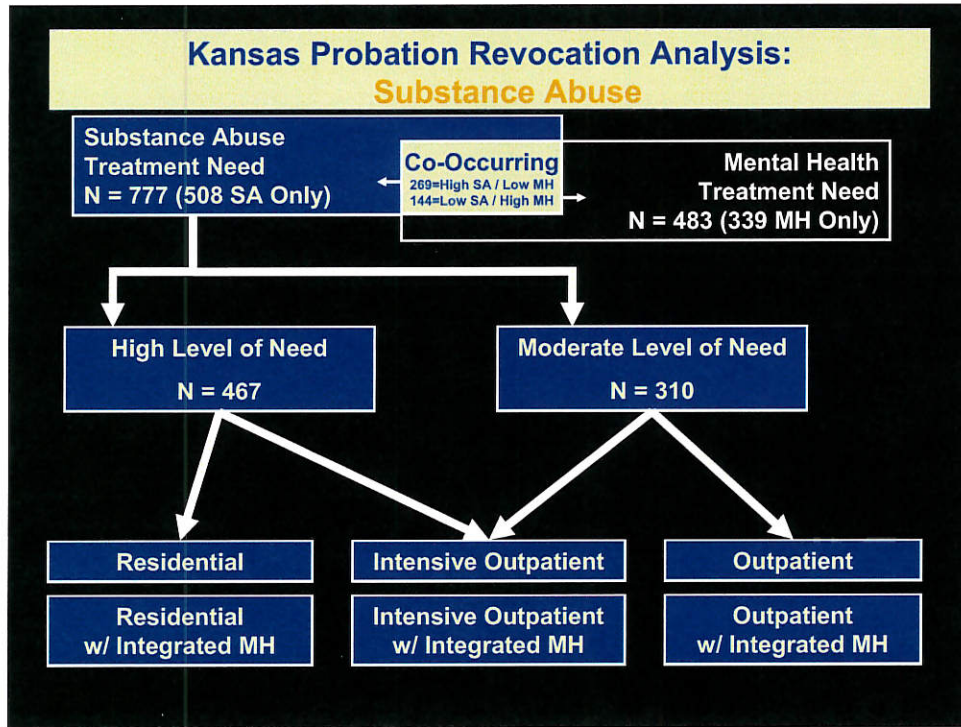 Kansas Probation Revocation Analysis:
Substance Abuse
Substance Abuse
Treatment Need
N = 777 (508 SA Only)
Co-Occurring
269=High SA / Low MH
144=Low SA / High MH
Mental Health
Treatment Need
N = 483 (339 MH Only)
High Level of Need
N = 467
Moderate Level of Need
N = 310
Residential
Intensive Outpatient
Outpatient
Residential
w/ Integrated MH
Intensive Outpatient
w/ Integrated MH
Outpatient
w/ Integrated MH